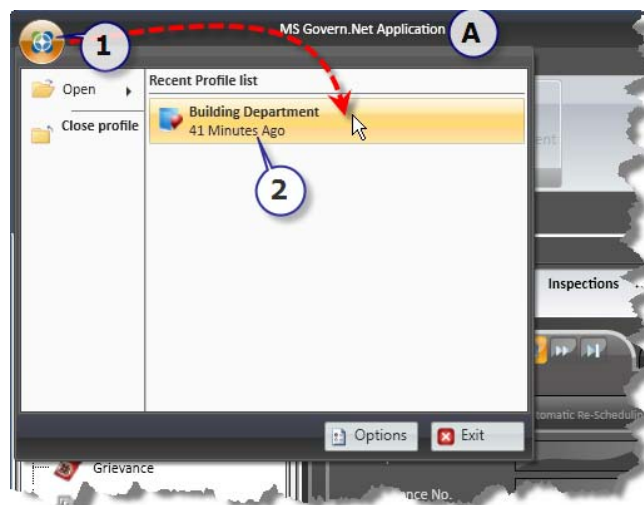 MS Govern.Net Application
A
1
Open
Recent Profile list
Close profile
Building Department
41 Minutes Ago
2
Inspections
Options
Exit
Grievance